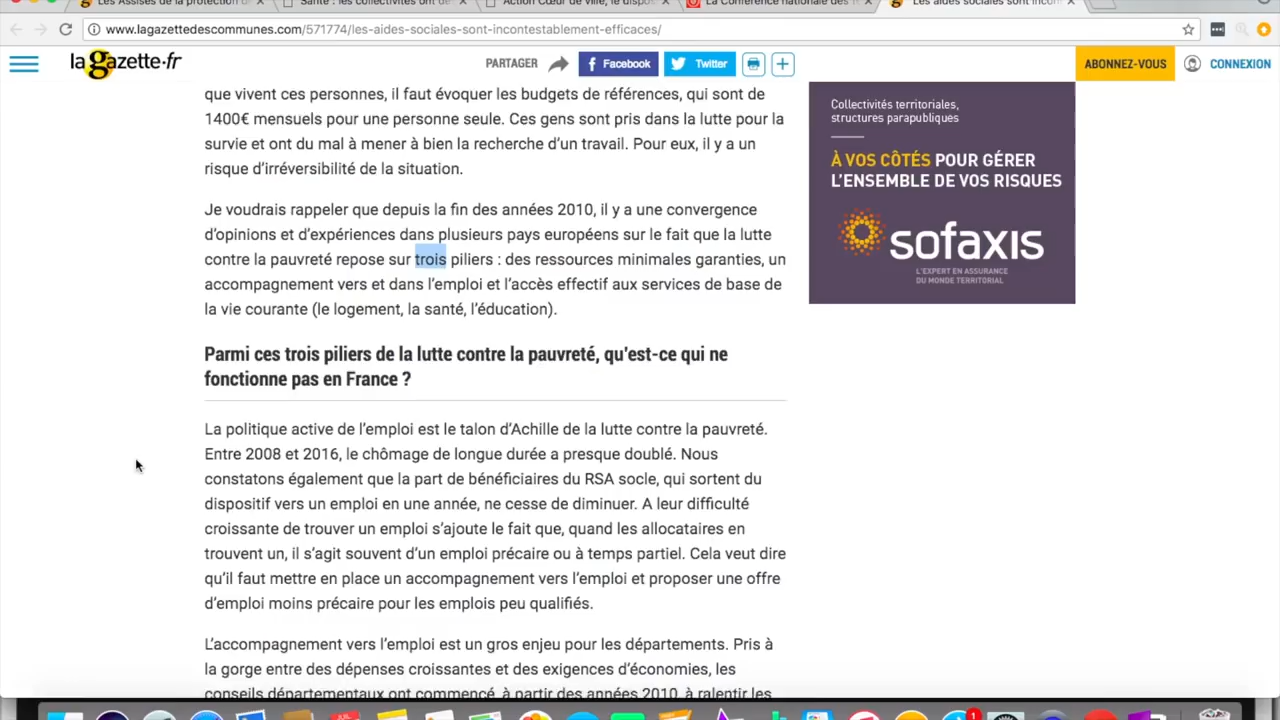 Les Assises de la protection
Santé : les collectivités ont
Action Cœur de ville, le dispos
La Conférence nationale des
Les aides sociales sont incon
www.lagazettedescommunes.com/571774/les-aides-sociales-sont-incontestablement-efficaces/
la gazette.fr
PARTAGER
Facebook
Twitter
ABONNEZ-VOUS
CONNEXION
que vivent ces personnes, il faut évoquer les budgets de références, qui sont de
1400€ mensuels pour une personne seule. Ces gens sont pris dans la lutte pour la
survie et ont du mal à mener à bien la recherche d'un travail. Pour eux, il y a un
risque d'irréversibilité de la situation.
Je voudrais rappeler que depuis la fin des années 2010, il y a une convergence
d'opinions et d'expériences dans plusieurs pays européens sur le fait que la lutte
contre la pauvreté repose sur trois piliers : des ressources minimales garanties, un
accompagnement vers et dans l'emploi et l'accès effectif aux services de base de
la vie courante (le logement, la santé, l'éducation).
Parmi ces trois piliers de la lutte contre la pauvreté, qu'est-ce qui ne
fonctionne pas en France ?
La politique active de l'emploi est le talon d'Achille de la lutte contre la pauvreté.
Entre 2008 et 2016, le chômage de longue durée a presque doublé. Nous
constatons également que la part de bénéficiaires du RSA socle, qui sortent du
dispositif vers un emploi en une année, ne cesse de diminuer. A leur difficulté
croissante de trouver un emploi s'ajoute le fait que, quand les allocataires en
trouvent un, il s'agit souvent d'un emploi précaire ou à temps partiel. Cela veut dire
qu'il faut mettre en place un accompagnement vers l'emploi et proposer une offre
d'emploi moins précaire pour les emplois peu qualifiés.
L'accompagnement vers l'emploi est un gros enjeu pour les départements. Pris à
la gorge entre des dépenses croissantes et des exigences d'économies, les
conseils départementaux ont commencé, à partir des années 2010, à ralentir les
Collectivités territoriales,
structures parapubliques
À VOS CÔTÉS POUR GÉRER
L'ENSEMBLE DE VOS RISQUES
sofaxis
L'EXPERT EN ASSURANCE
DU MONDE TERRITORIAL
JUIL
1